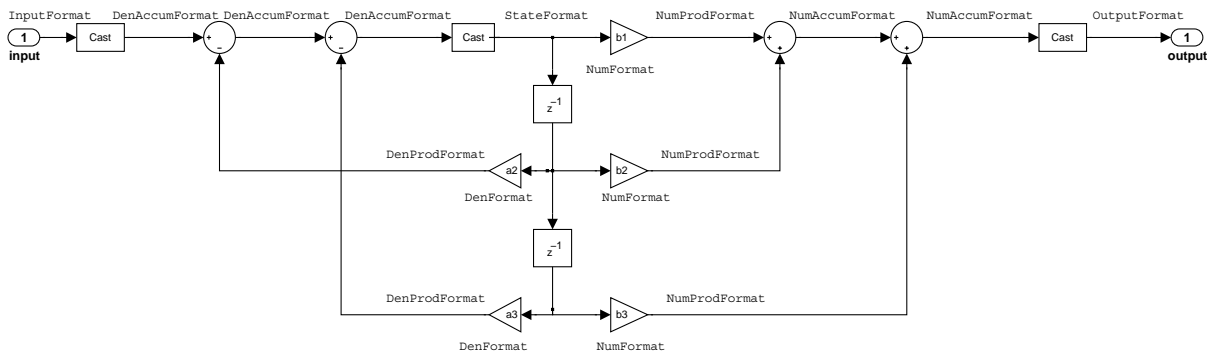 InputFormat DenAccumFormat DenAccumFormat DenAccumFormat StateFormat NumProdFormat NumAccumFormat NumAccumFormat OutputFormat
1 Cast + − + − Cast b1 + + + + Cast 1
input output
NumFormat
z⁻¹
DenProdFormat NumProdFormat
a2 b2
DenFormat NumFormat
z⁻¹
DenProdFormat NumProdFormat
a3 b3
DenFormat NumFormat